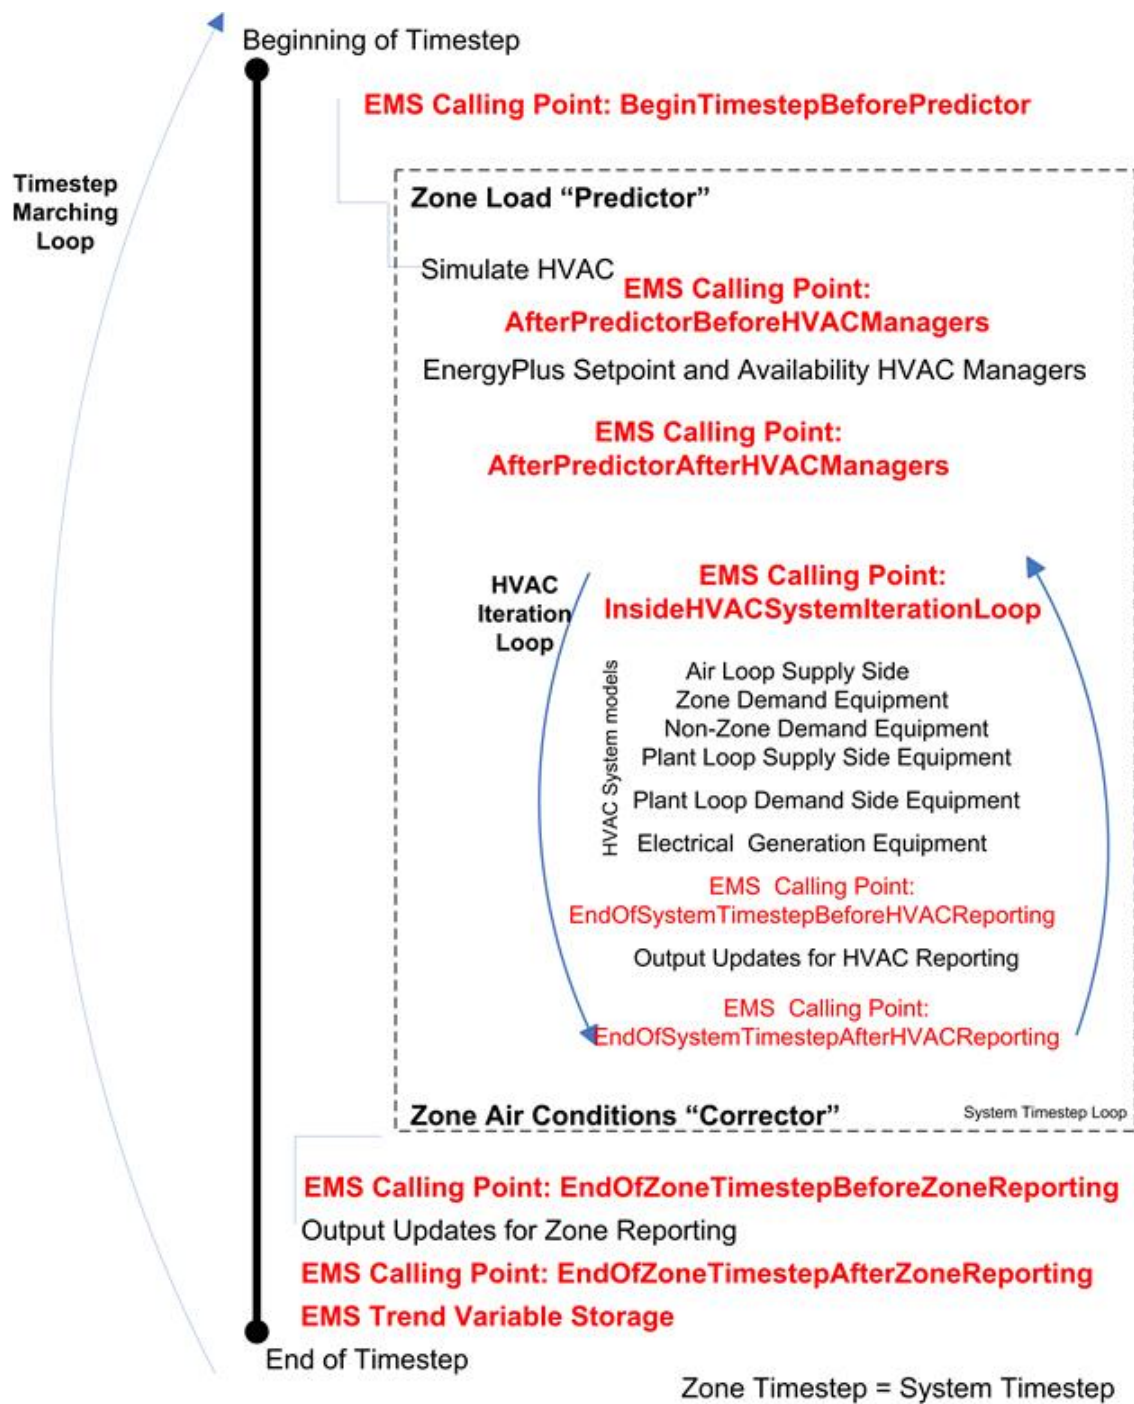 Beginning of Timestep
EMS Calling Point: BeginTimestepBeforePredictor
Timestep
Marching
Loop
Zone Load “Predictor”
Simulate HVAC
EMS Calling Point:
AfterPredictorBeforeHVACManagers
EnergyPlus Setpoint and Availability HVAC Managers
EMS Calling Point:
AfterPredictorAfterHVACManagers
HVAC
Iteration
Loop
EMS Calling Point:
InsideHVACSystemIterationLoop
HVAC System models
Air Loop Supply Side
Zone Demand Equipment
Non-Zone Demand Equipment
Plant Loop Supply Side Equipment
Plant Loop Demand Side Equipment
Electrical Generation Equipment
EMS Calling Point:
EndOfSystemTimestepBeforeHVACReporting
Output Updates for HVAC Reporting
EMS Calling Point:
EndOfSystemTimestepAfterHVACReporting
Zone Air Conditions “Corrector”
System Timestep Loop
EMS Calling Point: EndOfZoneTimestepBeforeZoneReporting
Output Updates for Zone Reporting
EMS Calling Point: EndOfZoneTimestepAfterZoneReporting
EMS Trend Variable Storage
End of Timestep
Zone Timestep = System Timestep